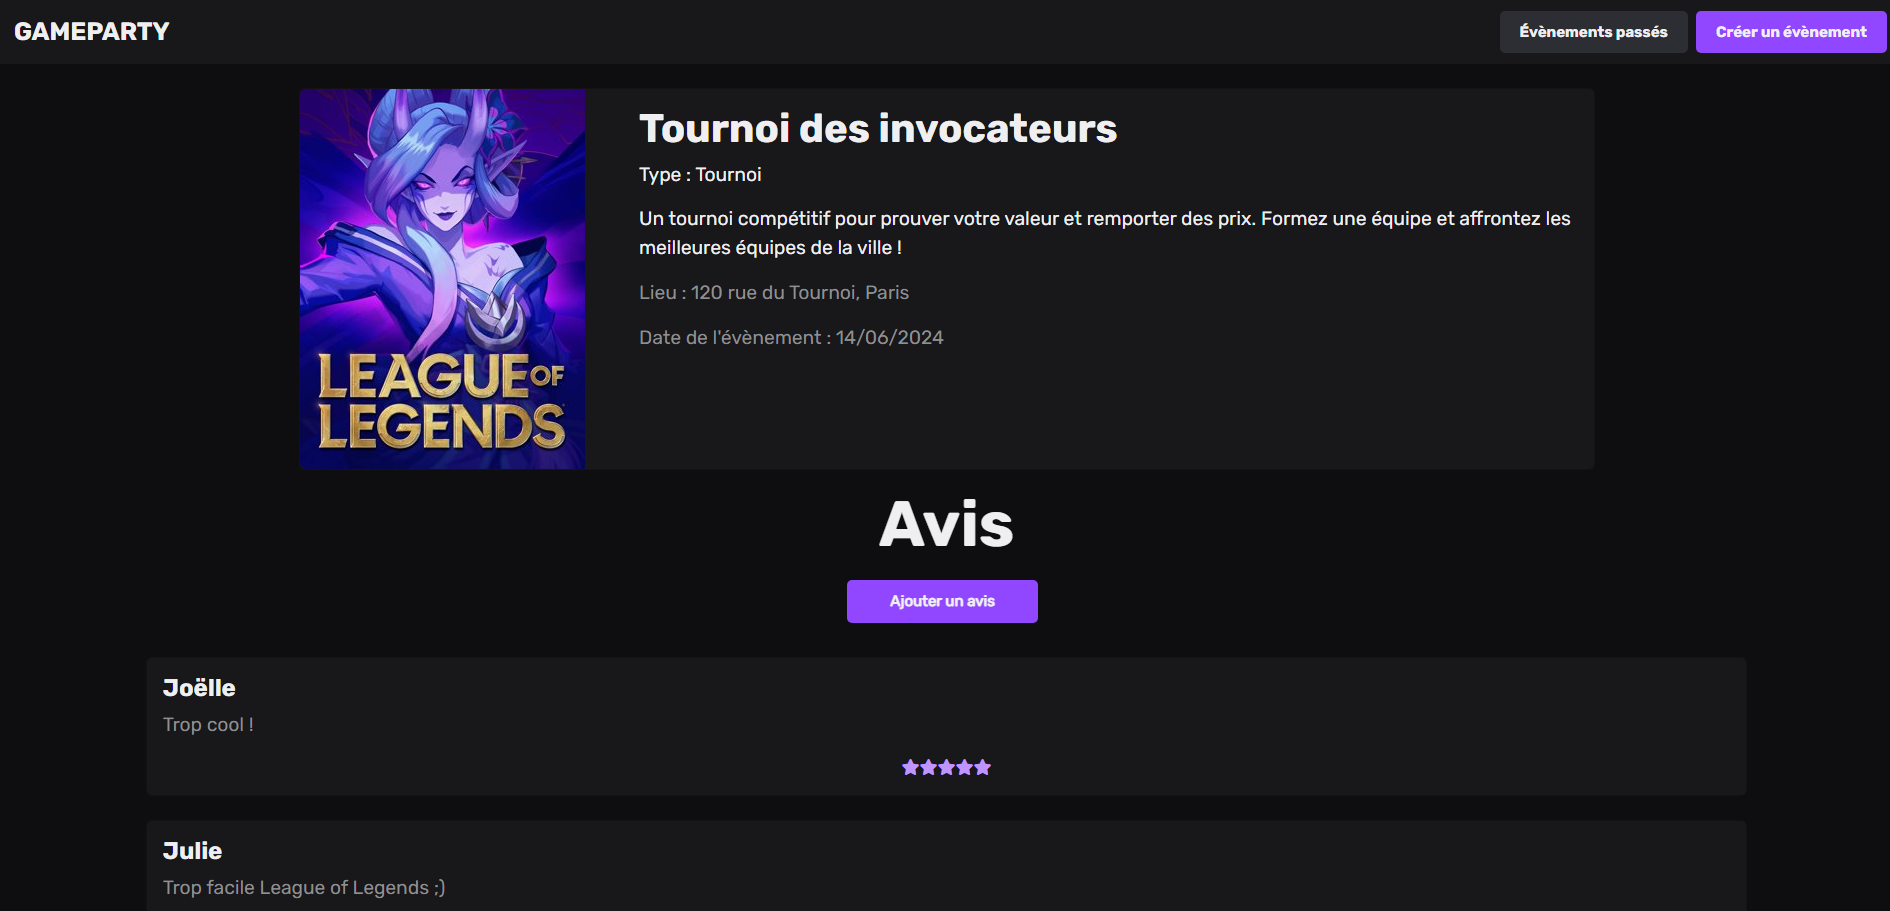 GAMEPARTY
Évènements passés
Créer un évènement
Tournoi des invocateurs
Type : Tournoi
Un tournoi compétitif pour prouver votre valeur et remporter des prix. Formez une équipe et affrontez les
meilleures équipes de la ville !
Lieu : 120 rue du Tournoi, Paris
Date de l'évènement : 14/06/2024
LEAGUE OF
LEGENDS
Avis
Ajouter un avis
Joëlle
Trop cool !
Julie
Trop facile League of Legends ;)